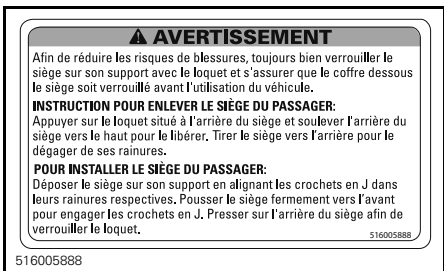 ⚠ AVERTISSEMENT
Afin de réduire les risques de blessures, toujours bien verrouiller le
siège sur son support avec le loquet et s'assurer que le coffre dessous
le siège soit verrouillé avant l'utilisation du véhicule.
INSTRUCTION POUR ENLEVER LE SIÈGE DU PASSAGER:
Appuyer sur le loquet situé à l'arrière du siège et soulever l'arrière du
siège vers le haut pour le libérer. Tirer le siège vers l'arrière pour le
dégager de ses rainures.
POUR INSTALLER LE SIÈGE DU PASSAGER:
Déposer le siège sur son support en alignant les crochets en J dans
leurs rainures respectives. Pousser le siège fermement vers l'avant
pour engager les crochets en J. Presser sur l'arrière du siège afin de
verrouiller le loquet.
516005888
516005888